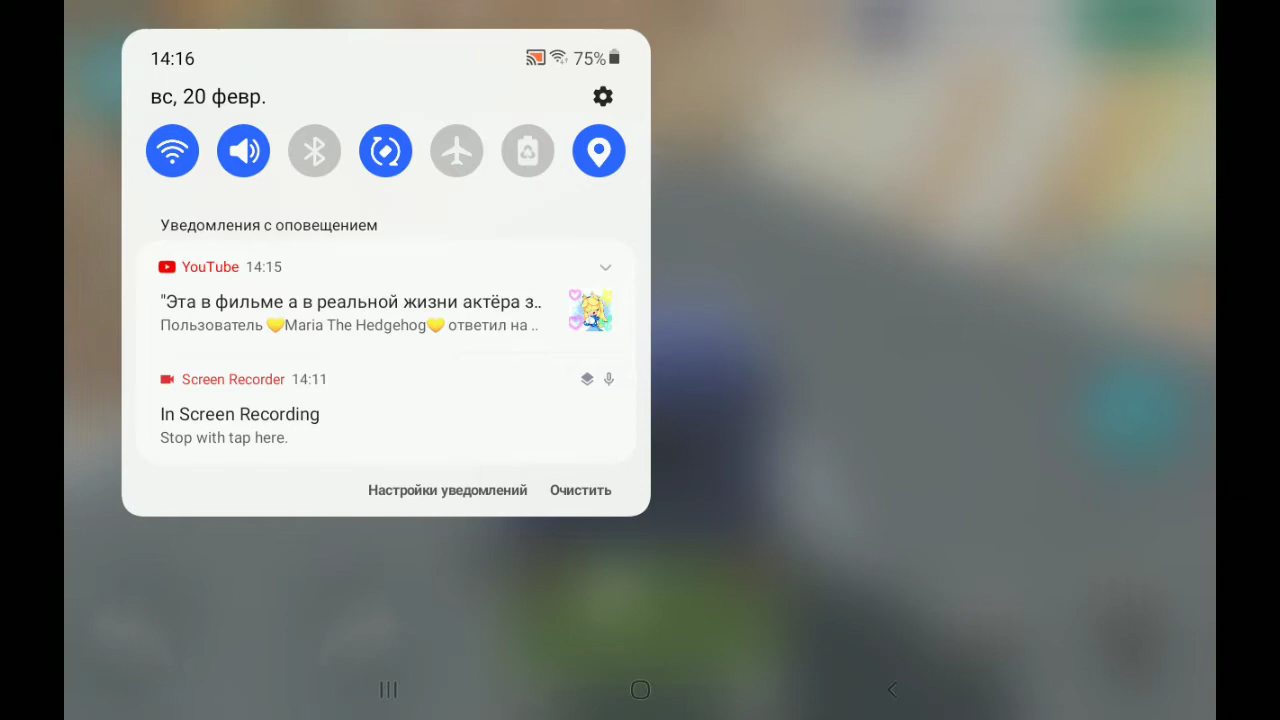 14:16
75%
вс, 20 февр.
Уведомления с оповещением
YouTube 14:15
"Эта в фильме а в реальной жизни актёра з..
Пользователь 💛Maria The Hedgehog💛 ответил на ..
Screen Recorder 14:11
In Screen Recording
Stop with tap here.
Настройки уведомлений Очистить